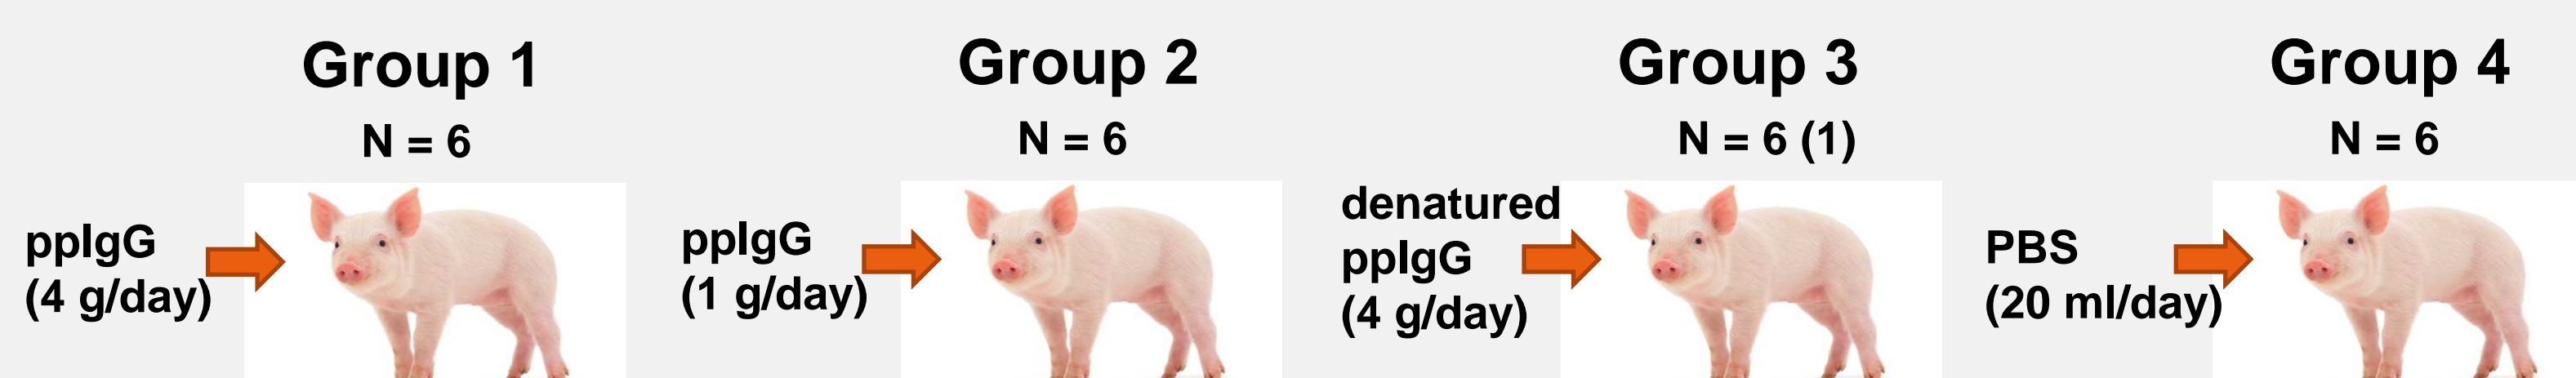 Group 1
N = 6
ppIgG
(4 g/day)
Group 2
N = 6
ppIgG
(1 g/day)
Group 3
N = 6 (1)
denatured
ppIgG
(4 g/day)
Group 4
N = 6
PBS
(20 ml/day)